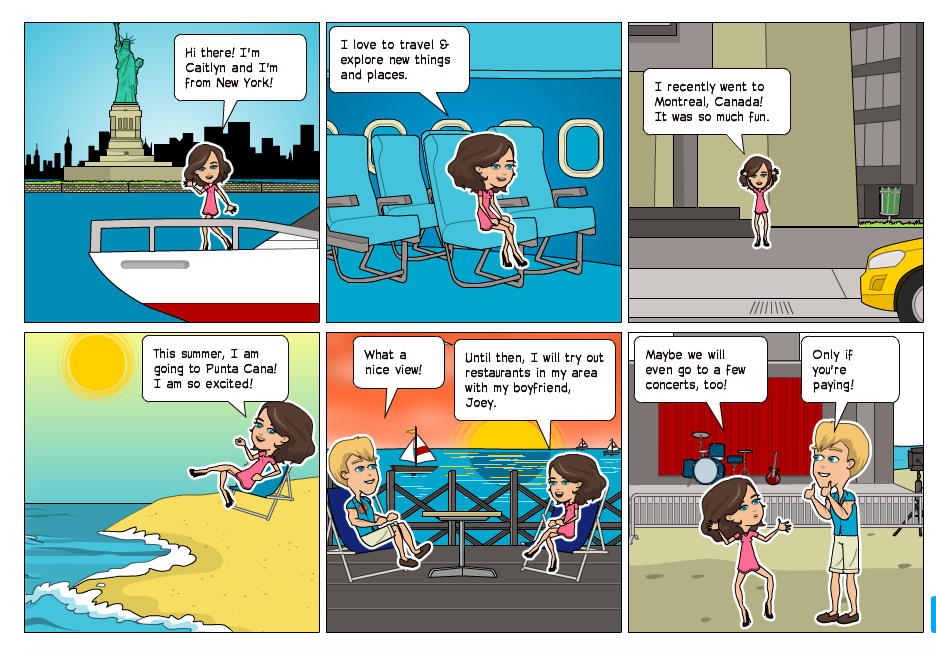 Hi there! I'm
Caitlyn and I'm
from New York!
I love to travel &
explore new things
and places.
I recently went to
Montreal, Canada!
It was so much fun.
This summer, I am
going to Punta Cana!
I am so excited!
What a
nice view!
Until then, I will try out
restaurants in my area
with my boyfriend,
Joey.
Maybe we will
even go to a few
concerts, too!
Only if
you're
paying!